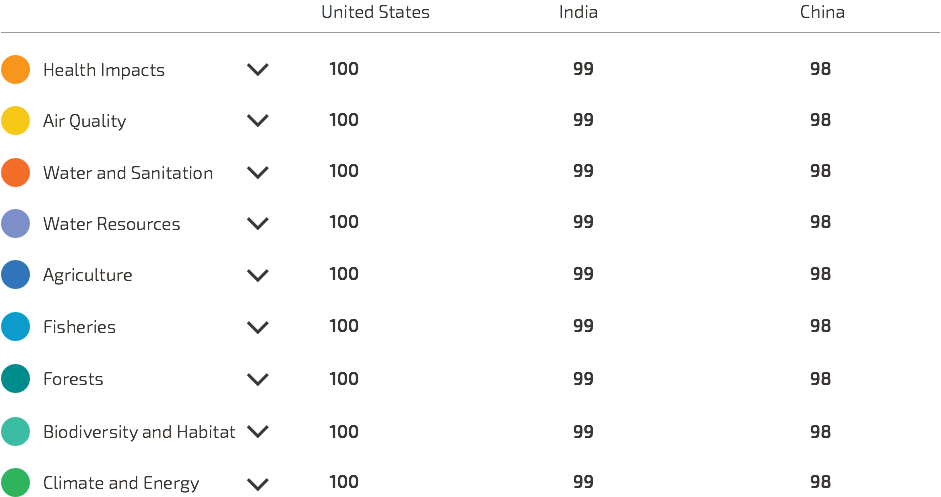 United States India China
Health Impacts 100 99 98
Air Quality 100 99 98
Water and Sanitation 100 99 98
Water Resources 100 99 98
Agriculture 100 99 98
Fisheries 100 99 98
Forests 100 99 98
Biodiversity and Habitat 100 99 98
Climate and Energy 100 99 98